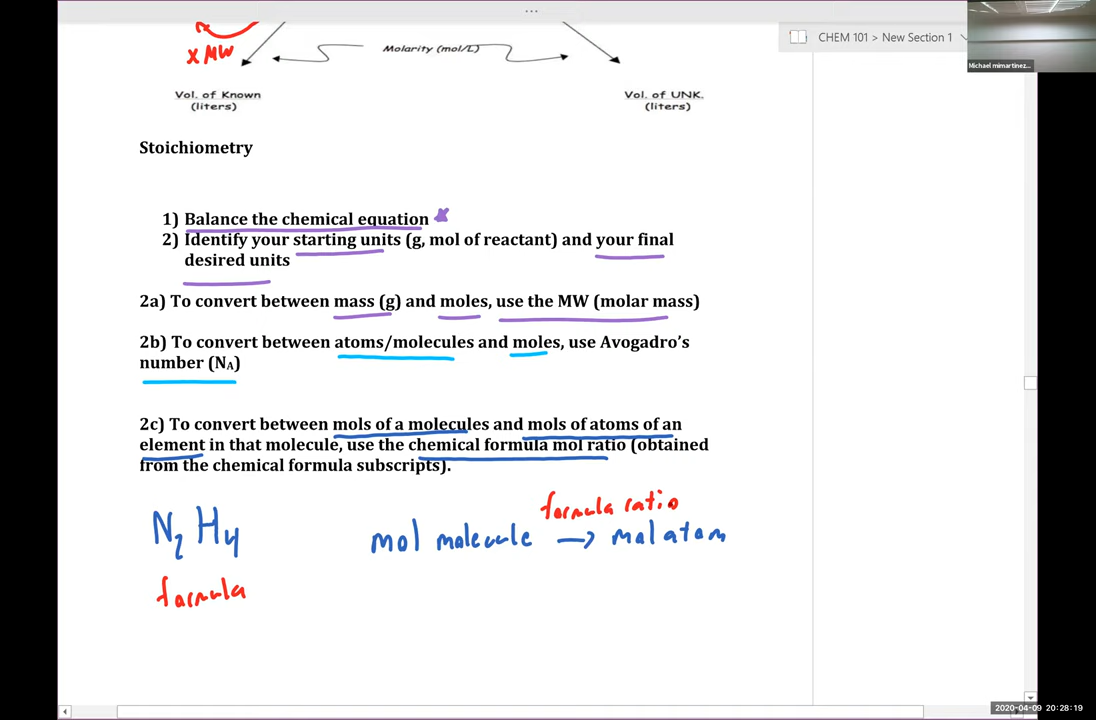 ...
CHEM 101 > New Section 1
Michael mimartinez...
x MW
Molarity (mol/L)
Vol. of Known
(liters)
Vol. of UNK.
(liters)
Stoichiometry
1) Balance the chemical equation
2) Identify your starting units (g, mol of reactant) and your final
desired units
2a) To convert between mass (g) and moles, use the MW (molar mass)
2b) To convert between atoms/molecules and moles, use Avogadro's
number (NA)
2c) To convert between mols of a molecules and mols of atoms of an
element in that molecule, use the chemical formula mol ratio (obtained
from the chemical formula subscripts).
formula ratio
N2 H4 mol molecule → mol atom
formula
2020-04-09 20:28:19